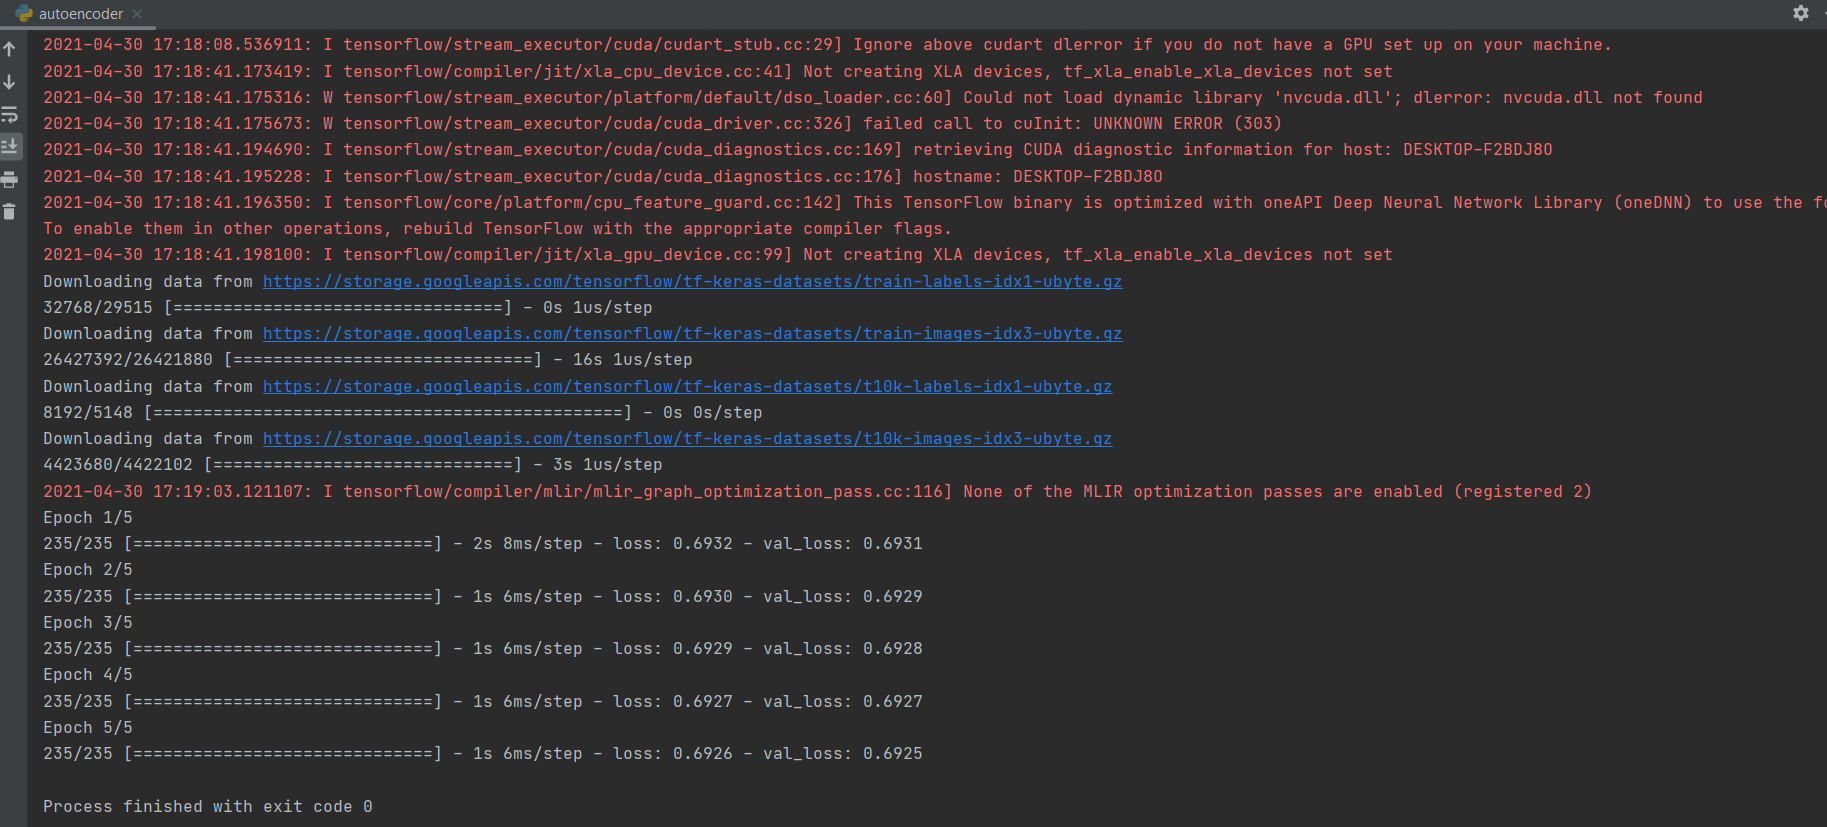 autoencoder
2021-04-30 17:18:08.536911: I tensorflow/stream_executor/cuda/cudart_stub.cc:29] Ignore above cudart dlerror if you do not have a GPU set up on your machine.
2021-04-30 17:18:41.173419: I tensorflow/compiler/jit/xla_cpu_device.cc:41] Not creating XLA devices, tf_xla_enable_xla_devices not set
2021-04-30 17:18:41.175316: W tensorflow/stream_executor/platform/default/dso_loader.cc:60] Could not load dynamic library 'nvcuda.dll'; dlerror: nvcuda.dll not found
2021-04-30 17:18:41.175673: W tensorflow/stream_executor/cuda/cuda_driver.cc:326] failed call to cuInit: UNKNOWN ERROR (303)
2021-04-30 17:18:41.194690: I tensorflow/stream_executor/cuda/cuda_diagnostics.cc:169] retrieving CUDA diagnostic information for host: DESKTOP-F2BDJ8O
2021-04-30 17:18:41.195228: I tensorflow/stream_executor/cuda/cuda_diagnostics.cc:176] hostname: DESKTOP-F2BDJ8O
2021-04-30 17:18:41.196350: I tensorflow/core/platform/cpu_feature_guard.cc:142] This TensorFlow binary is optimized with oneAPI Deep Neural Network Library (oneDNN) to use the
To enable them in other operations, rebuild TensorFlow with the appropriate compiler flags.
2021-04-30 17:18:41.198100: I tensorflow/compiler/jit/xla_gpu_device.cc:99] Not creating XLA devices, tf_xla_enable_xla_devices not set
Downloading data from https://storage.googleapis.com/tensorflow/tf-keras-datasets/train-labels-idx1-ubyte.gz
32768/29515 [=================================] - 0s 1us/step
Downloading data from https://storage.googleapis.com/tensorflow/tf-keras-datasets/train-images-idx3-ubyte.gz
26427392/26421880 [==============================] - 16s 1us/step
Downloading data from https://storage.googleapis.com/tensorflow/tf-keras-datasets/t10k-labels-idx1-ubyte.gz
8192/5148 [===============================================] - 0s 0s/step
Downloading data from https://storage.googleapis.com/tensorflow/tf-keras-datasets/t10k-images-idx3-ubyte.gz
4423680/4422102 [==============================] - 3s 1us/step
2021-04-30 17:19:03.121107: I tensorflow/compiler/mlir/mlir_graph_optimization_pass.cc:116] None of the MLIR optimization passes are enabled (registered 2)
Epoch 1/5
235/235 [==============================] - 2s 8ms/step - loss: 0.6932 - val_loss: 0.6931
Epoch 2/5
235/235 [==============================] - 1s 6ms/step - loss: 0.6930 - val_loss: 0.6929
Epoch 3/5
235/235 [==============================] - 1s 6ms/step - loss: 0.6929 - val_loss: 0.6928
Epoch 4/5
235/235 [==============================] - 1s 6ms/step - loss: 0.6927 - val_loss: 0.6927
Epoch 5/5
235/235 [==============================] - 1s 6ms/step - loss: 0.6926 - val_loss: 0.6925
Process finished with exit code 0